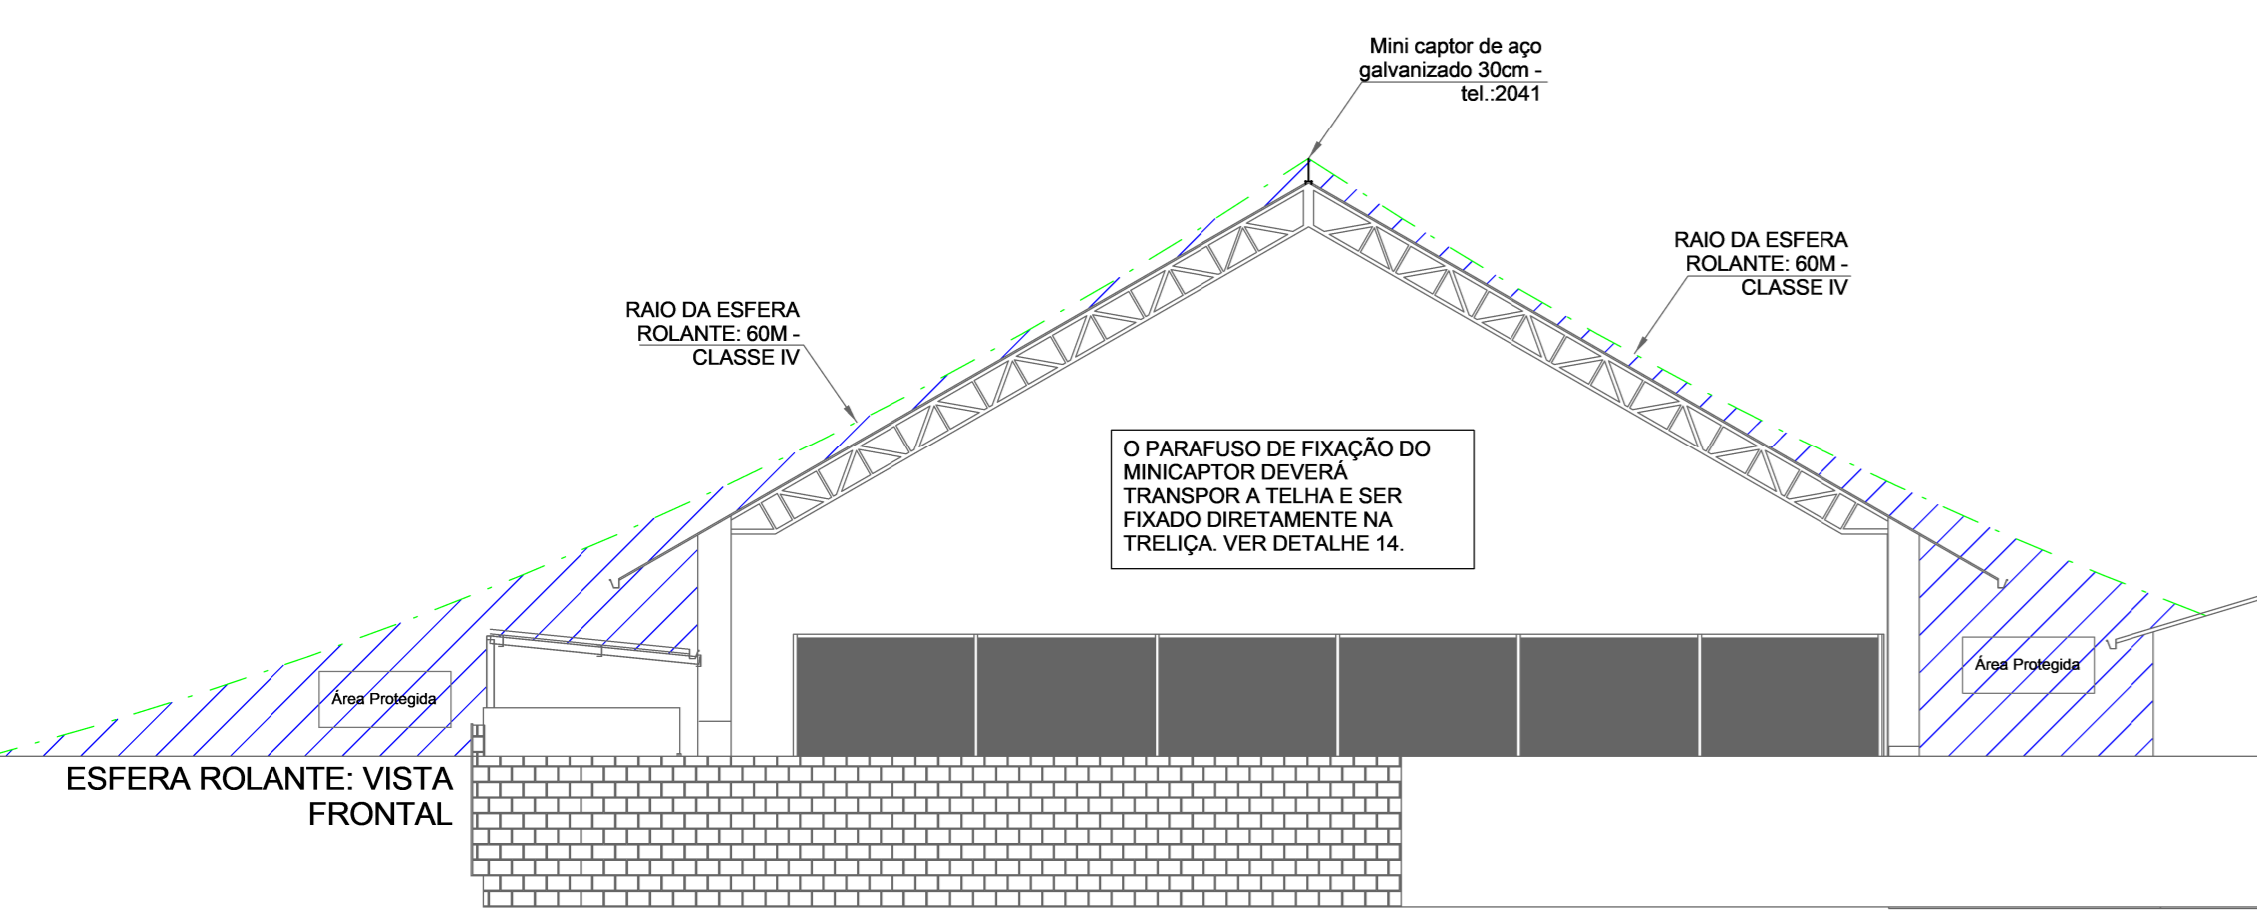 Mini captor de aço
galvanizado 30cm -
tel.:2041
RAIO DA ESFERA
ROLANTE: 60M -
CLASSE IV
RAIO DA ESFERA
ROLANTE: 60M -
CLASSE IV
O PARAFUSO DE FIXAÇÃO DO
MINICAPTOR DEVERÁ
TRANSPOR A TELHA E SER
FIXADO DIRETAMENTE NA
TRELIÇA. VER DETALHE 14.
Área Protegida
Área Protegida
ESFERA ROLANTE: VISTA
FRONTAL